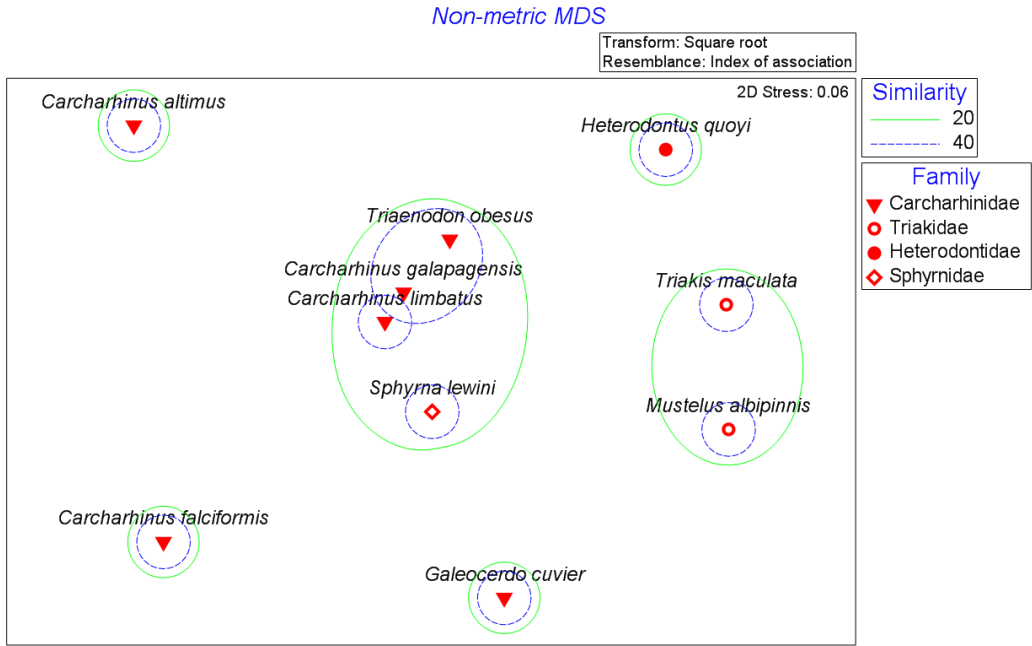 Non-metric MDS
Transform: Square root
Resemblance: Index of association
2D Stress: 0.06
Similarity
20
40
Family
Carcharhinidae
Triakidae
Heterodontidae
Sphyrnidae
Carcharhinus altimus
Heterodontus quoyi
Triaenodon obesus
Carcharhinus galapagensis
Carcharhinus limbatus
Triakis maculata
Sphyrna lewini
Mustelus albipinnis
Carcharhinus falciformis
Galeocerdo cuvier